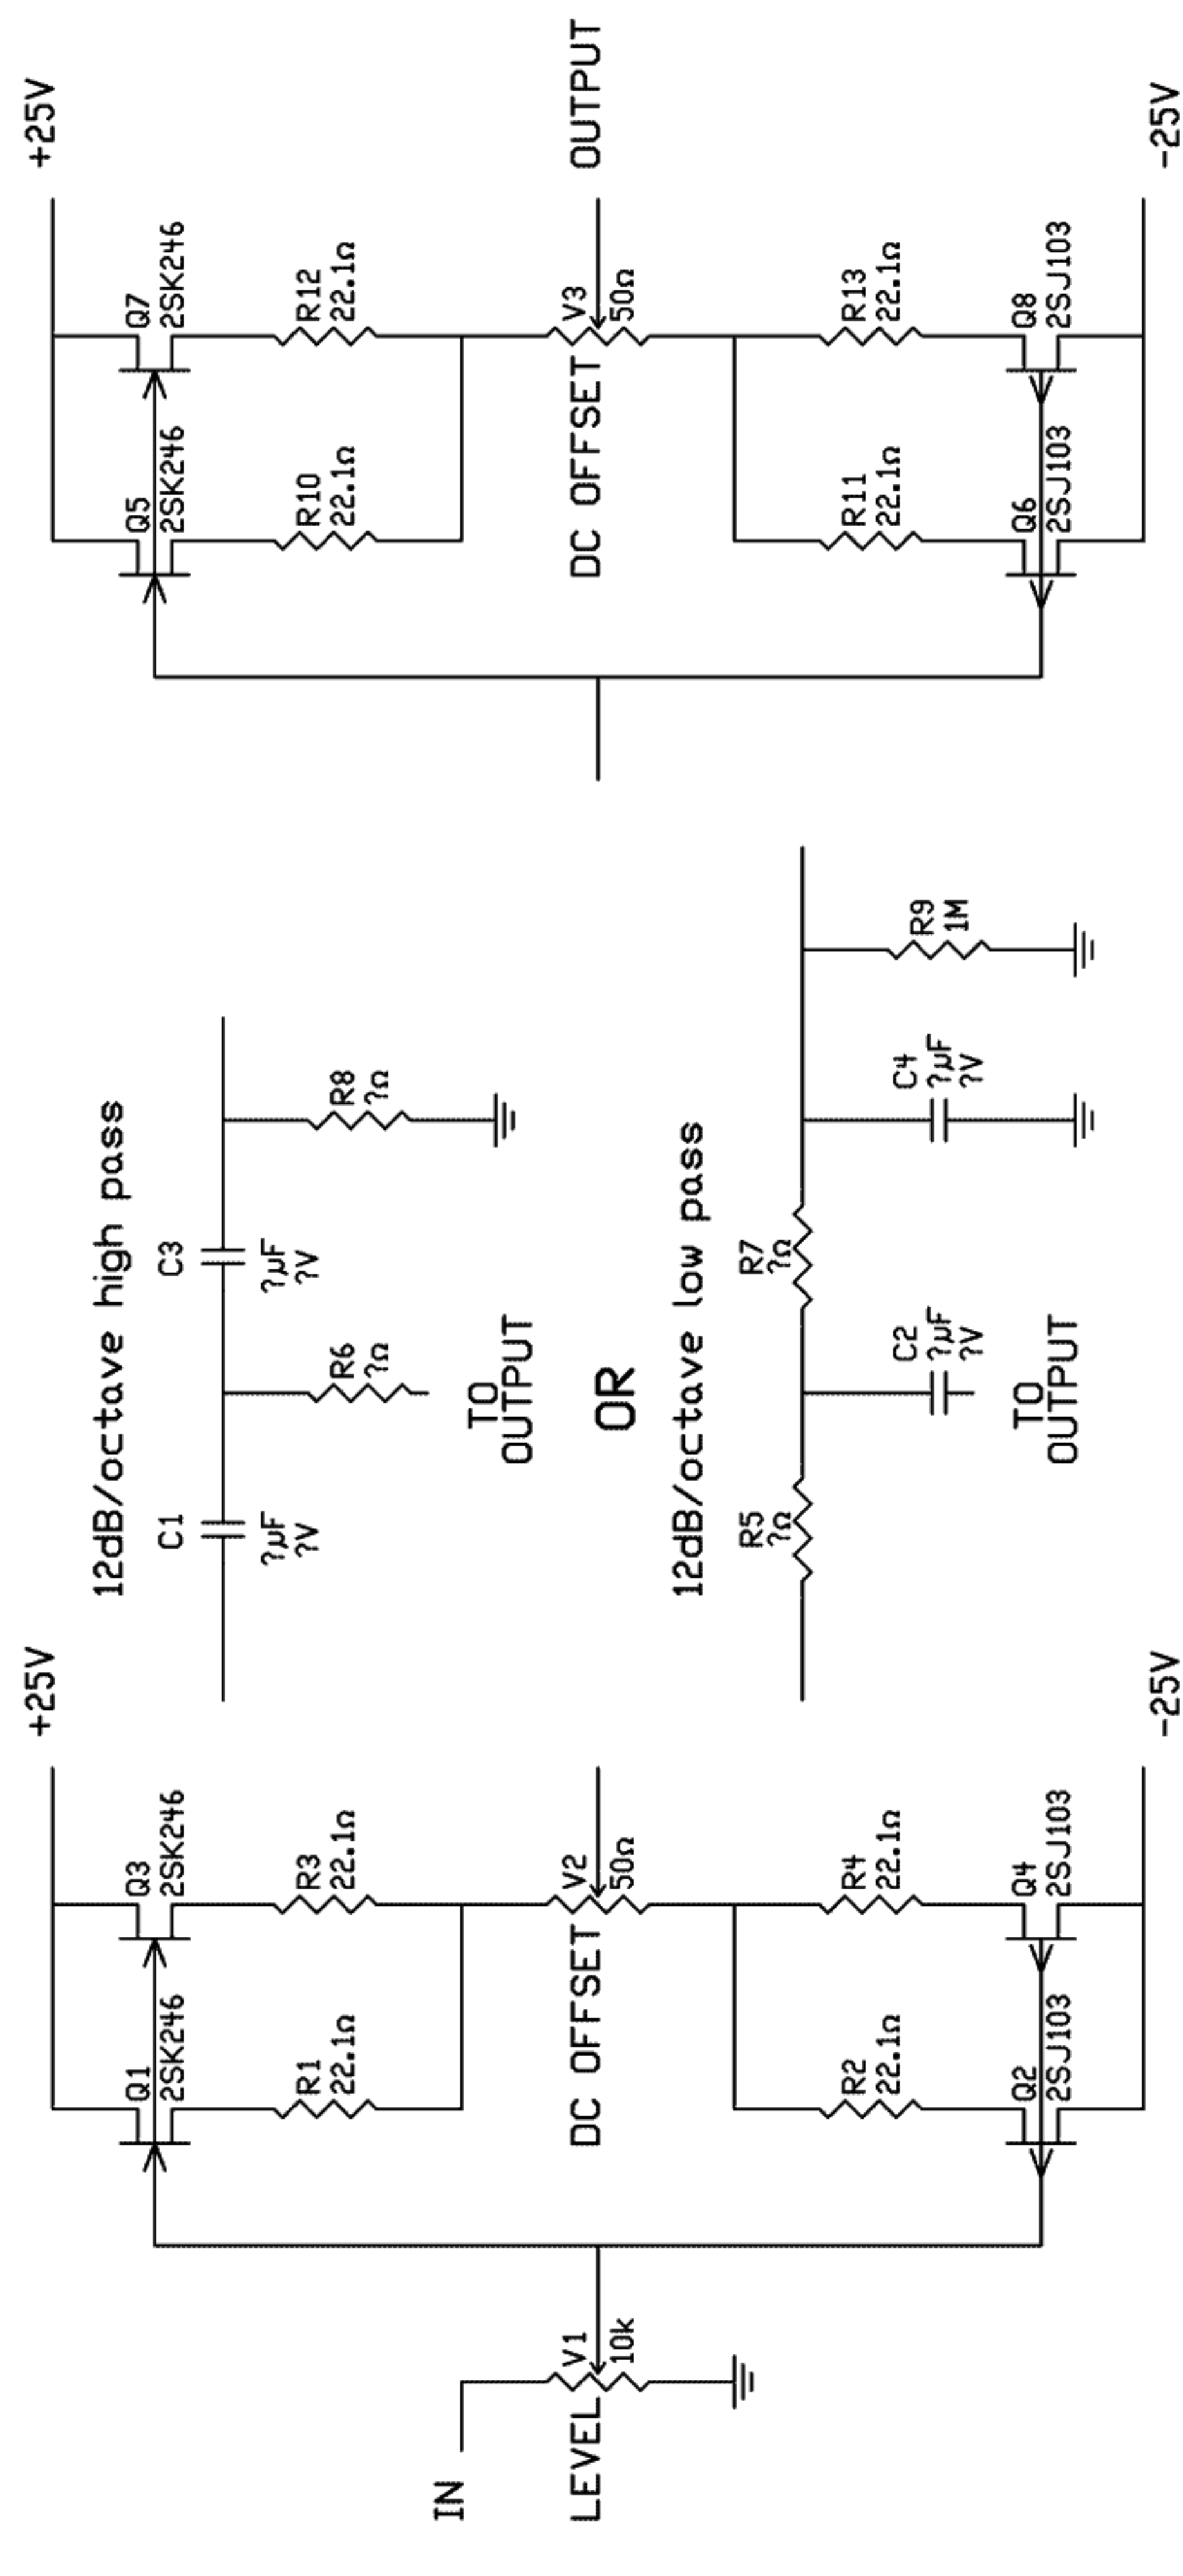 +25V
Q1
2SK246
Q3
2SK246
R1
22.1Ω
R3
22.1Ω
IN
LEVEL
V1
10k
DC OFFSET
V2
50Ω
R2
22.1Ω
R4
22.1Ω
Q2
2SJ103
Q4
2SJ103
-25V
12dB/octave high pass
C1
?µF
?V
C3
?µF
?V
R6
?Ω
R8
?Ω
TO
OUTPUT
OR
12dB/octave low pass
R5
?Ω
R7
?Ω
C2
?µF
?V
C4
?µF
?V
R9
1M
TO
OUTPUT
+25V
Q5
2SK246
Q7
2SK246
R10
22.1Ω
R12
22.1Ω
DC OFFSET
V3
50Ω
OUTPUT
R11
22.1Ω
R13
22.1Ω
Q6
2SJ103
Q8
2SJ103
-25V